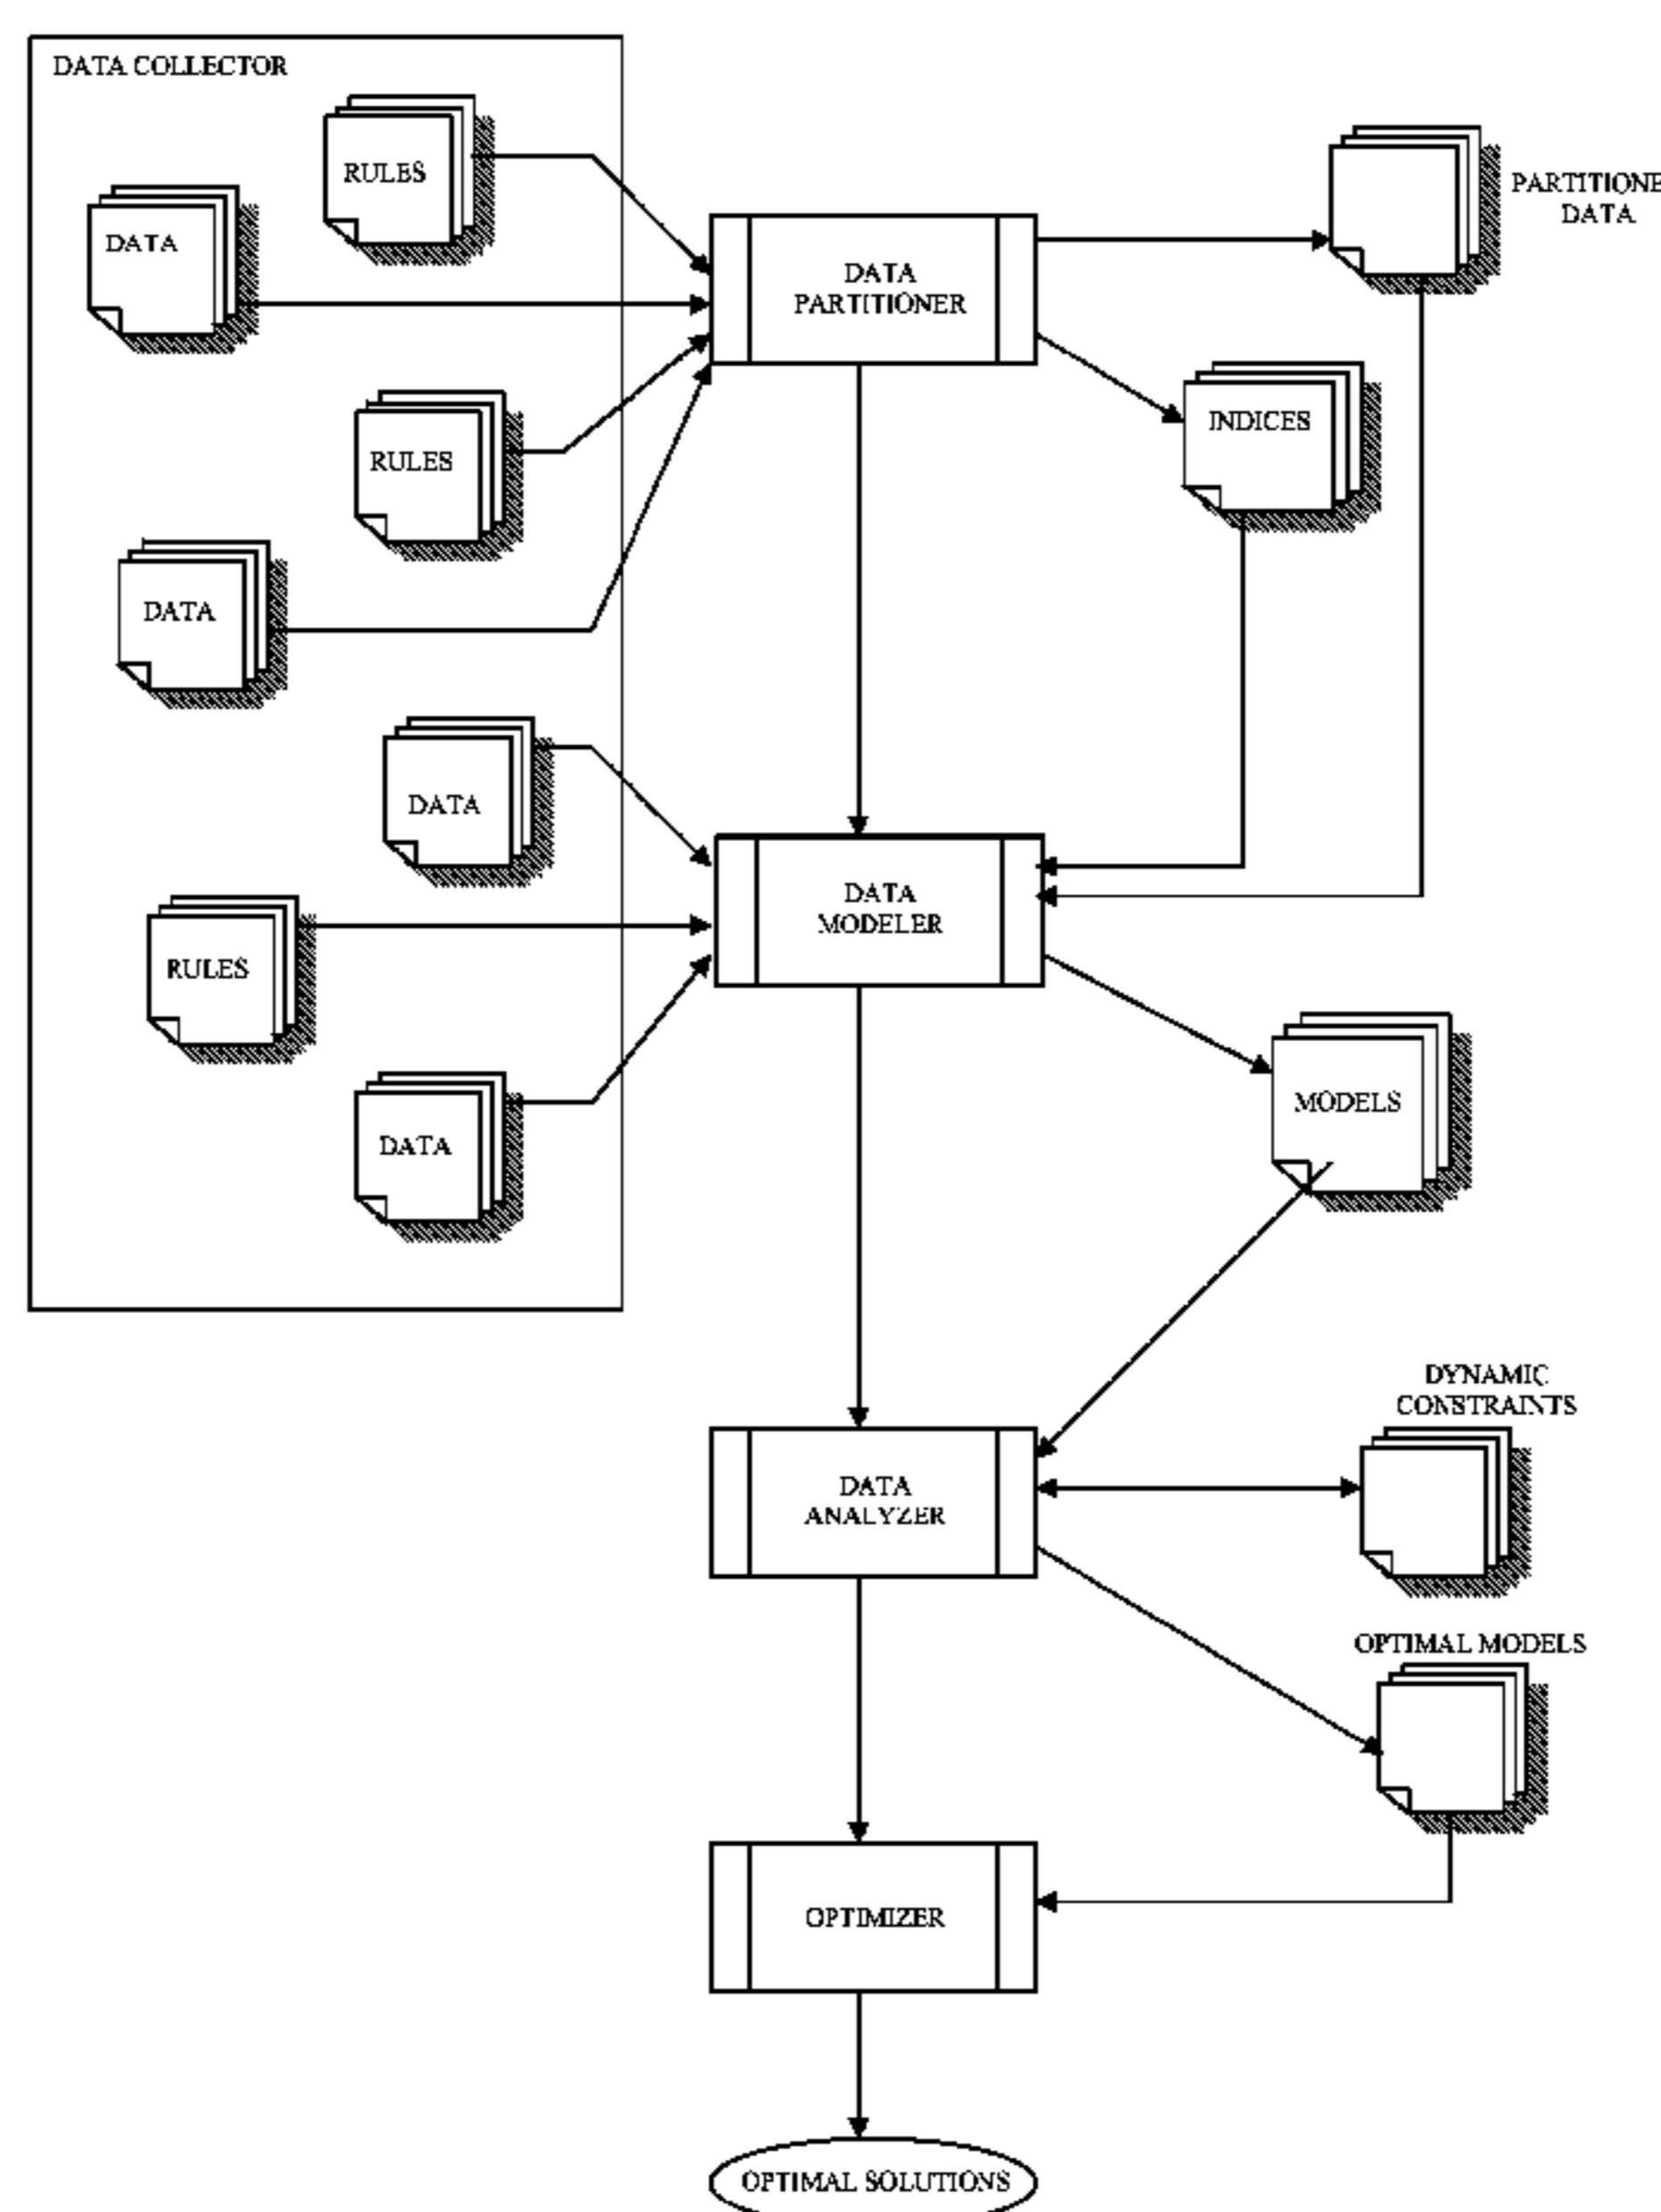 DATA COLLECTOR
RULES
DATA
PARTITIONE
DATA
DATA
PARTITIONER
INDICES
RULES
DATA
DATA
DATA
MODELER
RULES
MODELS
DATA
DYNAMIC
CONSTRAINTS
DATA
ANALYZER
OPTIMAL MODELS
OPTIMIZER
OPTIMAL SOLUTIONS